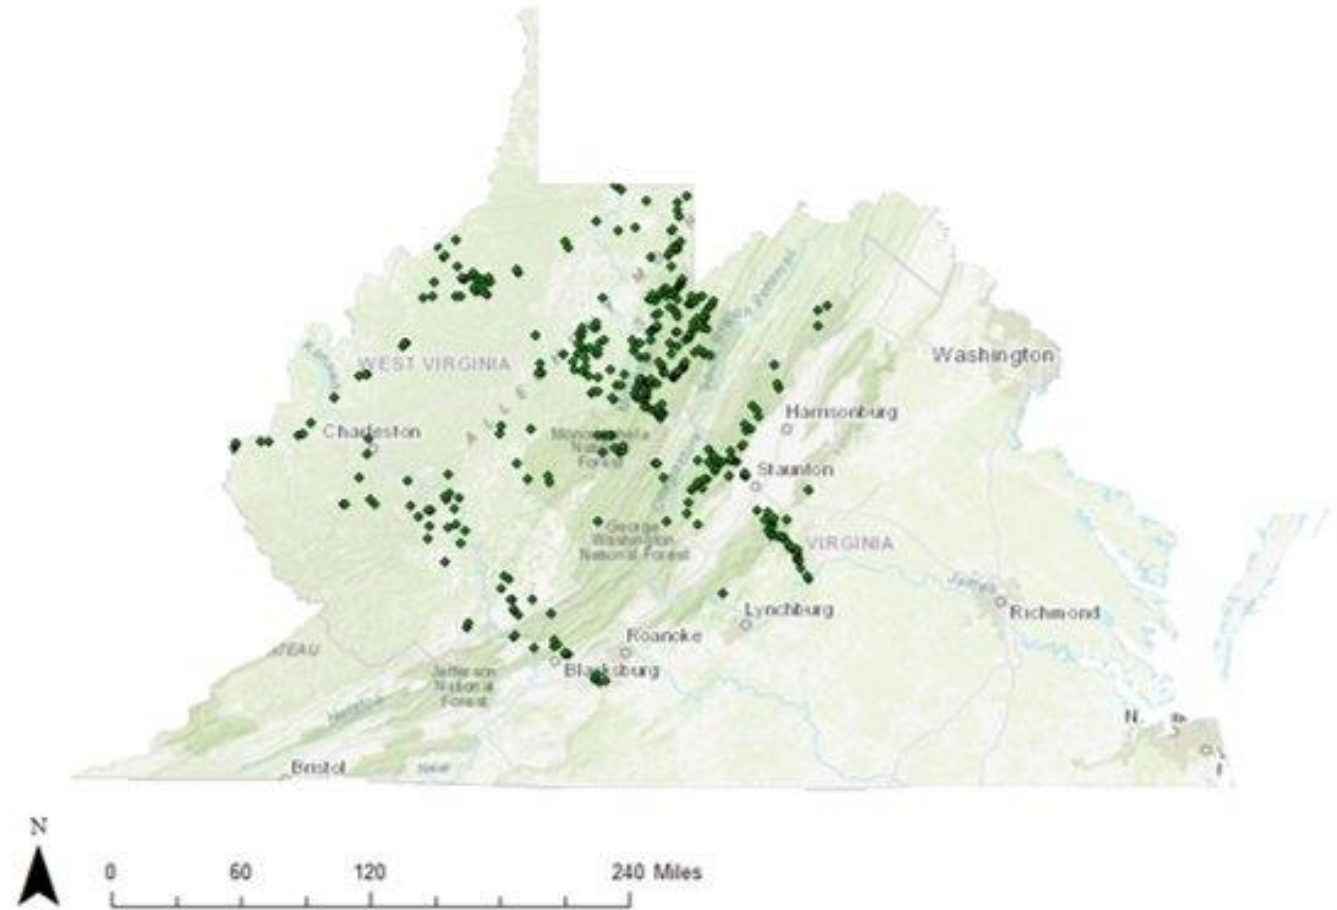 WEST VIRGINIA
Washington
Harrisonburg
Charleston
Staunton
George
Washington
National Forest
VIRGINIA
James
Richmond
Lynchburg
Roanoke
Blacksburg
Jefferson
National
Forest
Bristol
N.
N
0 60 120 240 Miles